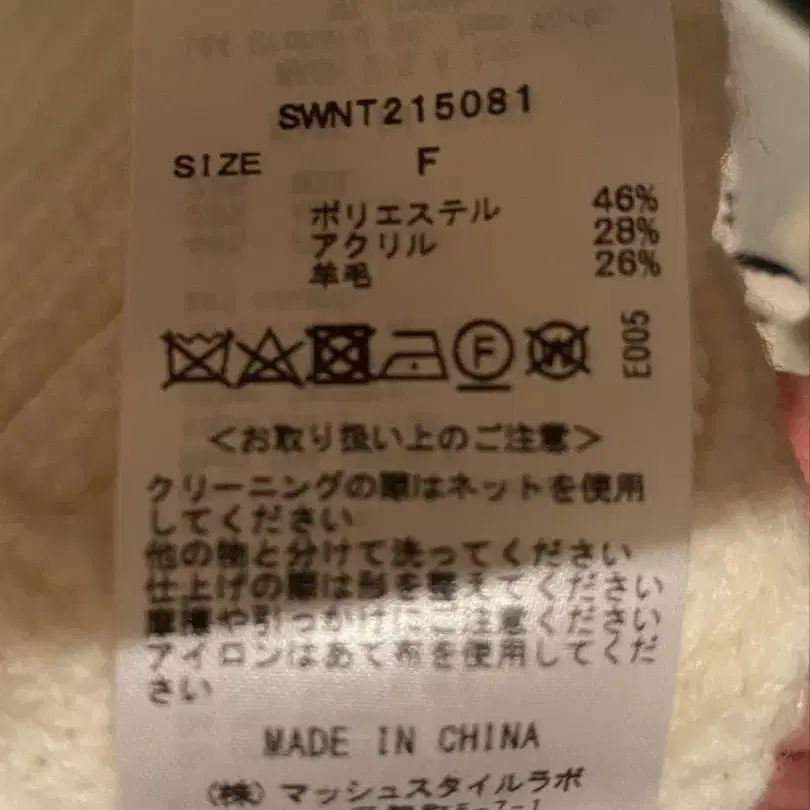 SWNT215081
SIZE F
ポリエステル 46%
アクリル 28%
羊毛 26%
F W E005
<お取り扱い上のご注意>
クリーニングの際はネットを使用
してください
他の物と分けて洗ってください
仕上げの際は形を整えてください
摩擦や引っかけにご注意ください
アイロンはあて布を使用してくだ
さい
MADE IN CHINA
(株) マッシュスタイルラボ
5-7-1